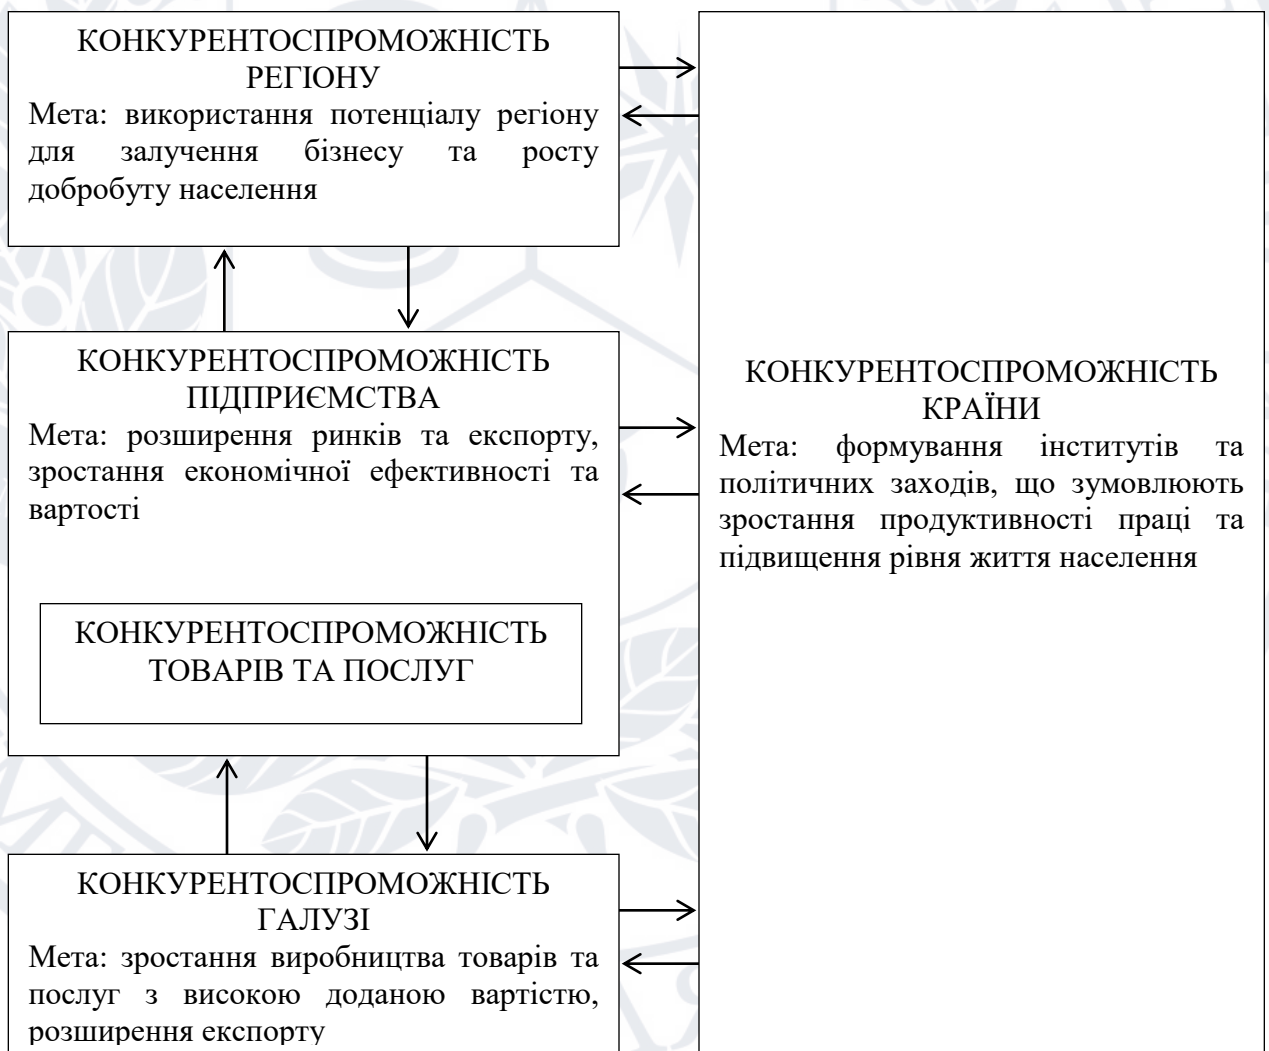 КОНКУРЕНТОСПРОМОЖНІСТЬ
РЕГІОНУ
Мета: використання потенціалу регіону
для залучення бізнесу та росту
добробуту населення
КОНКУРЕНТОСПРОМОЖНІСТЬ
ПІДПРИЄМСТВА
Мета: розширення ринків та експорту,
зростання економічної ефективності та
вартості
КОНКУРЕНТОСПРОМОЖНІСТЬ
ТОВАРІВ ТА ПОСЛУГ
КОНКУРЕНТОСПРОМОЖНІСТЬ
ГАЛУЗІ
Мета: зростання виробництва товарів та
послуг з високою доданою вартістю,
розширення експорту
КОНКУРЕНТОСПРОМОЖНІСТЬ
КРАЇНИ
Мета: формування інститутів та
політичних заходів, що зумовлюють
зростання продуктивності праці та
підвищення рівня життя населення